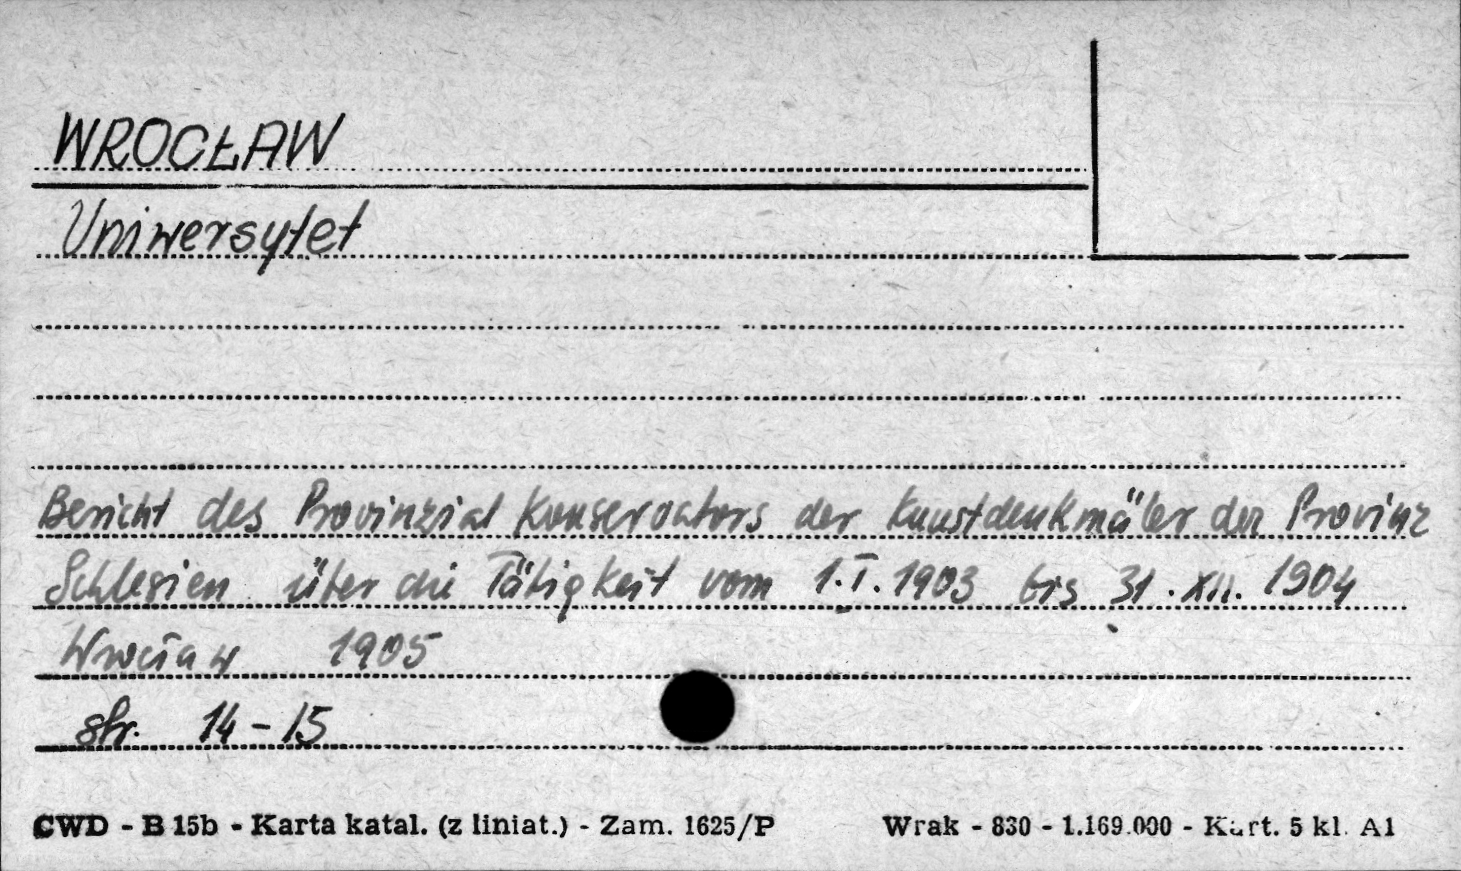 WROCŁAW
Uniwersytet
Bericht des Provinzial Konservators der Kunstdenkmäler der Provinz
Schlesien über die Tätigkeit vom 1.I.1903 bis 31.XII.1904
Wrocław 1905
str. 14-15
CWD - B 15b - Karta katal. (z liniat.) - Zam. 1625/P Wrak - 830 - 1.169.000 - Kart. 5 kl. A1